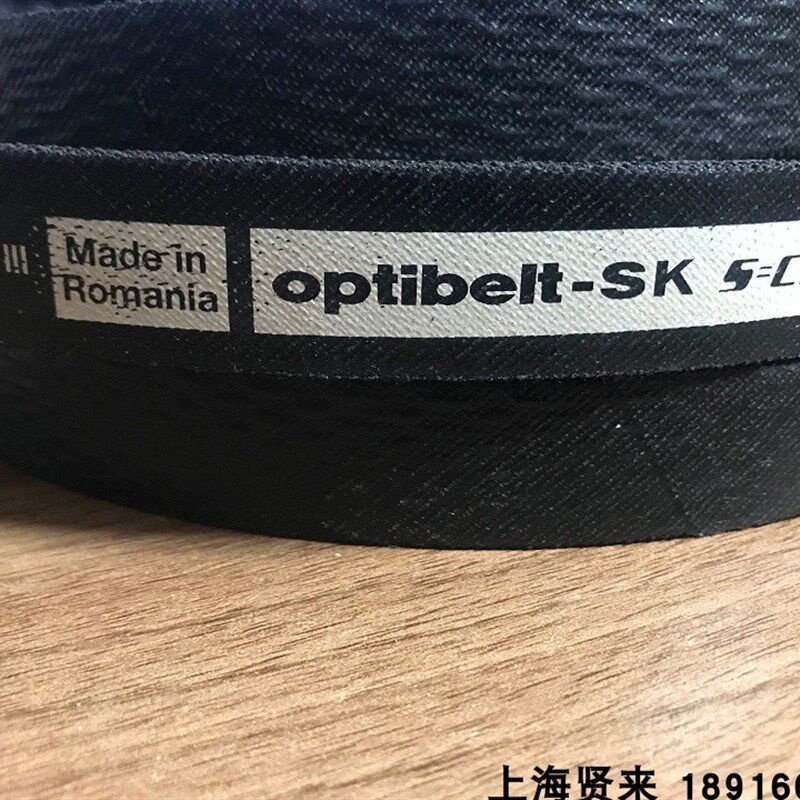 Made in
Romania
optibelt-SK S=C
上海贤来 18916